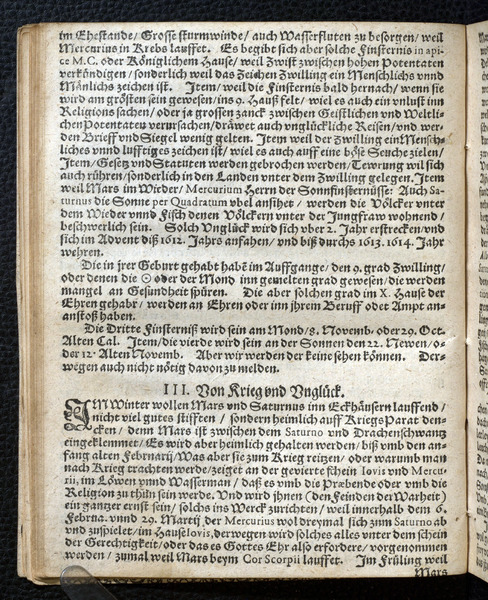 im Ehestande/ Grosse sturmwinde/ auch Wasserfluten zu besorgen/ weil
Mercurius in Krebs lauffet. Es begibt sich aber solche Finsternis in api-
ce M.C. oder Königlichem Hause/ weil Zwist zwischen hohen Potentaten
verkündigen/ sonderlich weil das Zeichen Zwilling ein Menschlichs vnnd
Mänlichs zeichen ist. Item/ weil die Finsternis bald hernach/ wenn sie
wird am grösten sein gewesen/ ins 9. Hauß felt/ wiel es auch ein vnlust inn
Religionsachen/ oder ja grossen zanck zwischen Geistlichen vnd Weltli-
chen Potentaten verursachen/ dräwet auch vnglückliche Reisen/ vnd wer-
den Brieff vnd Siegel wenig gelten. Item weil der Zwilling ein Mensch-
liches vnnd lufftiges zeichen ist/ wiel es auch auff eine böse Seuche zielen/
Item/ Gesetz vnd Statuten werden gebrochen werden/ Tewrung wil sich
auch rühren/ sonderlich in den Landen vnter dem Zwilling gelegen. Item
weil Mars im Wieder/ Mercurium Herrn der Sonnfinsternüsse: Auch Sa-
turnius die Sonne per Quadratum vbel ansihet/ werden die Völcker vnter
dem Wieder vnnd Fisch denen Völckern vnter der Jungfraw wohnend/
beschwerlich sein. Solch Vnglück wird sich vber 2. Jahr erstrecken/ vnd
sich im Advent diß 1612. Jahrs anfahen/ vnd biß durchs 1613. 1614. Jahr
wehren.
Die in jrer Geburt gehabt habē im Auffgange/ den 9. grad Zwilling/
oder denen die ☉ oder der Mond inn gemelten grad gewesen/ die werden
mangel an Gesundheit spüren. Die aber solchen grad im X. Hause der
Ehren gehabt/ werden an Ehren oder inn jhrem Beruff odet Ampt an-
anstoß haben.
Die Dritte Finsterniß wird sein am Mond/ 8. Novemb. oder 29. Oct.
Alten Cal. Item/ die vierde wird sein an der Sonnen den 22. Newen/ o-
der 12. Alten Novemb. Aber wir werden der keine sehen können. Der-
wegen auch nicht nötig davon zu melden.
III. Von Krieg vnd Vnglück.
IM Winter wollen Mars vnd Saturnus inn Eckhäusern lauffend/
nicht viel gutes stifften/ sondern heimlich auff Kriegs Parat den-
cken/ denn Mars ist zwischen dem Saturno vnd Drachenschwantz
eingeklemmet/ Es wird aber heimlich gehalten werden/ biß vmb den an-
fang alten Februarij/ Was aber sie zum Krieg reitzen/ oder warumb man
nach Krieg trachten werde/ zeiget an der gevierte schein Iovis vnd Mercu-
rii, im Löwen vnnd Wasserman/ daß es vmb die Præbende oder vmb die
Religion zu thun sein werde. Vnd wird jhnen (den Feinden der Warheit)
ein gantzer ernst sein/ solchs ins Werck zurichten/ weil innerhalb dem 6.
Februa. vnnd 29. Martij, der Mercurius wol dreymal sich zum Saturno ab
vnd zuspielet/ im Hause Iovis, derwegen wird solches alles vnter dem schein
der Gerechtigkeit/ oder das es Gottes Ehr also erfordere/ vorgenommen
werden/ zumal weil Mars beym Cor Scorpii lauffet. Im Früling weil
Mars